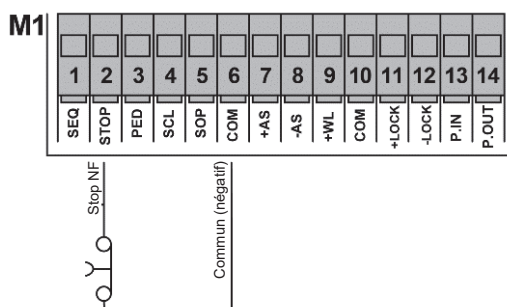 M1
1 2 3 4 5 6 7 8 9 10 11 12 13 14
SEQ STOP PED SCL SOP COM +AS -AS +WL COM +LOCK -LOCK P.IN P.OUT
Stop NF
Commun (négatif)